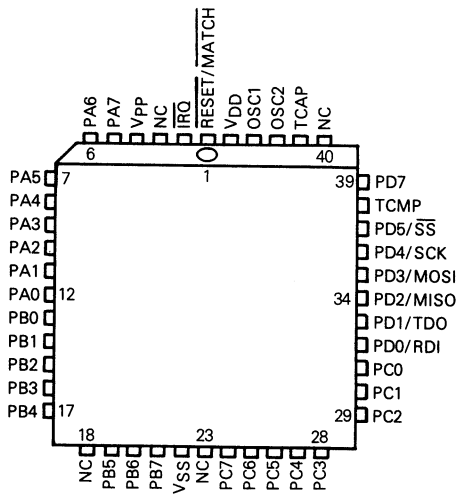 PA6
PA7
VPP
NC
IRQ
RESET/MATCH
VDD
OSC1
OSC2
TCAP
NC
6
1
40
PA5 7
PA4
PA3
PA2
PA1
PA0 12
PB0
PB1
PB2
PB3
PB4 17
39 PD7
TCMP
PD5/SS
PD4/SCK
PD3/MOSI
34 PD2/MISO
PD1/TDO
PD0/RDI
PC0
PC1
29 PC2
18
23
28
NC
PB5
PB6
PB7
VSS
NC
PC7
PC6
PC5
PC4
PC3